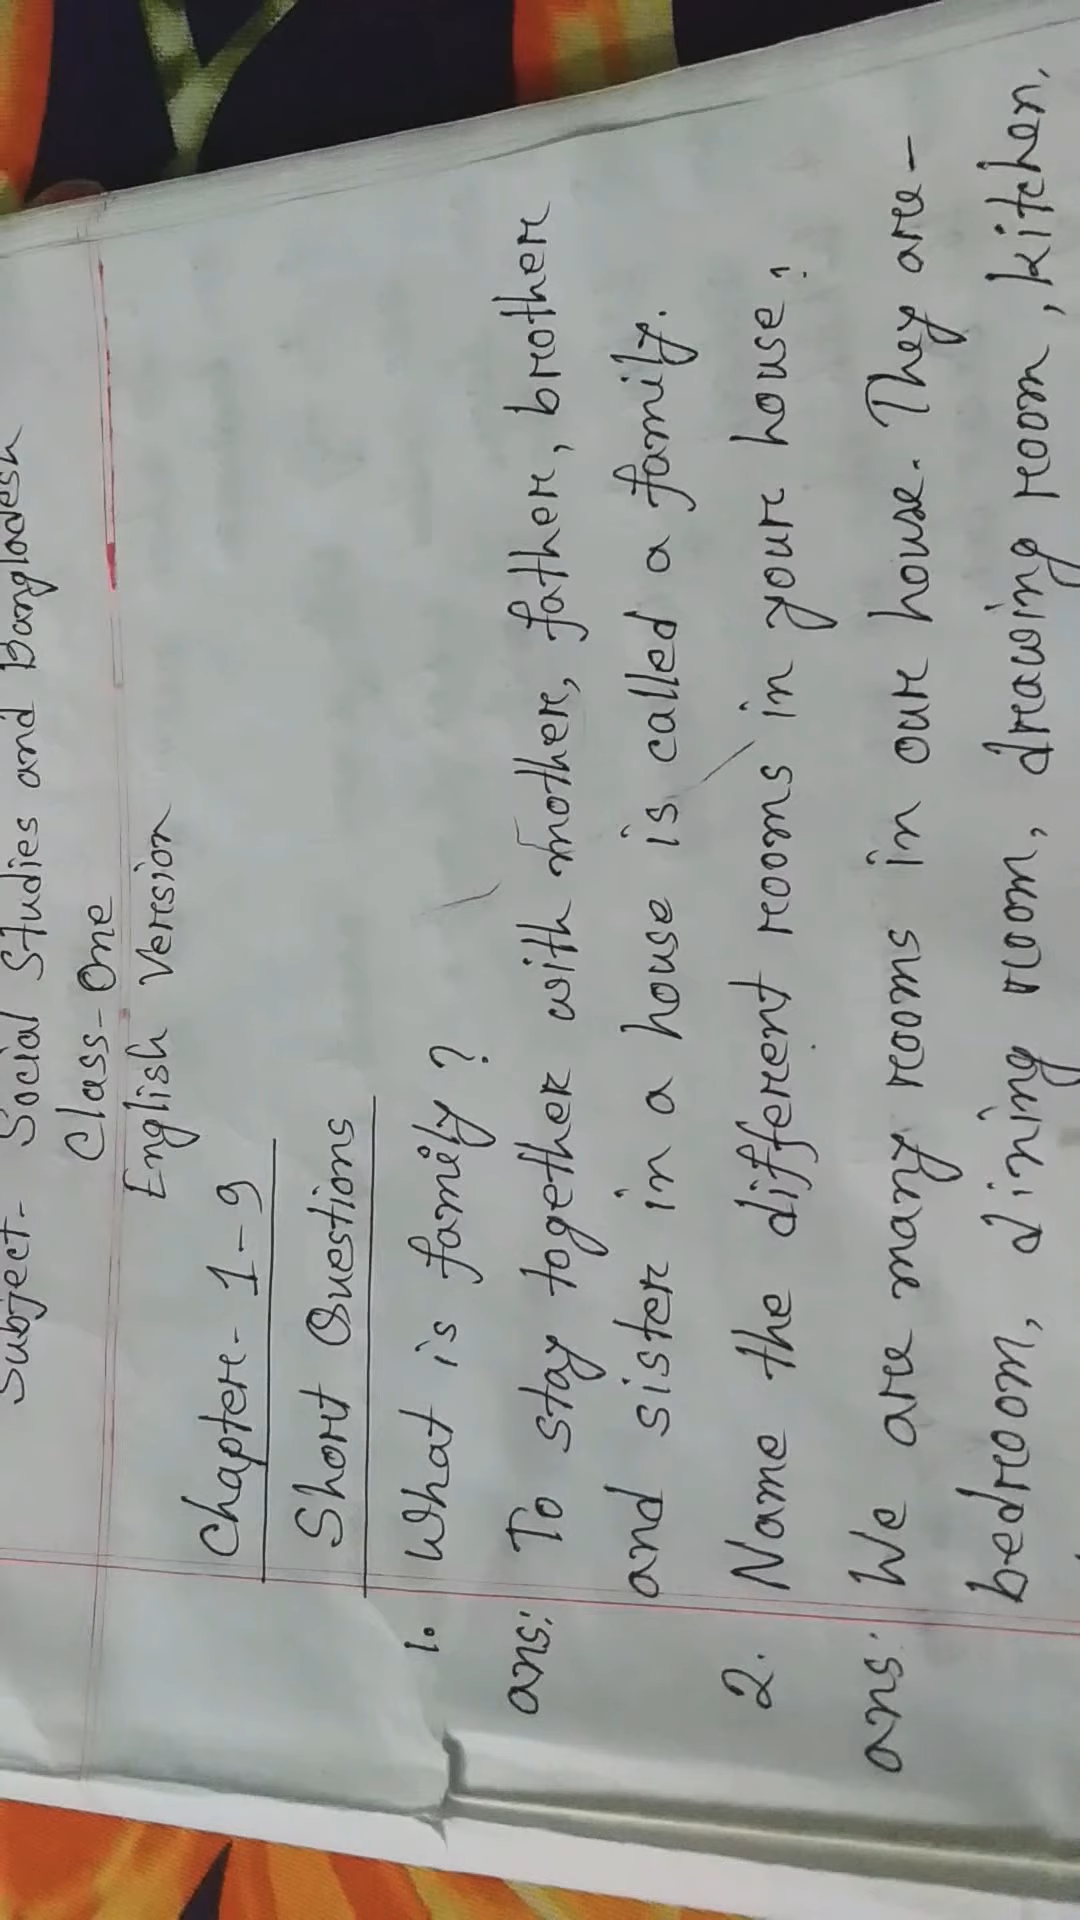 Subject- Social Studies and Bangladesh
Class-One
English Version
Chapter- 1-9
Short Questions
1. What is family?
ans: To stay together with mother, father, brother
and sister in a house is called a family.
2. Name the different rooms in your house?
ans: We are many rooms in our house. They are-
bedroom, dining room, drawing room, kitchen,